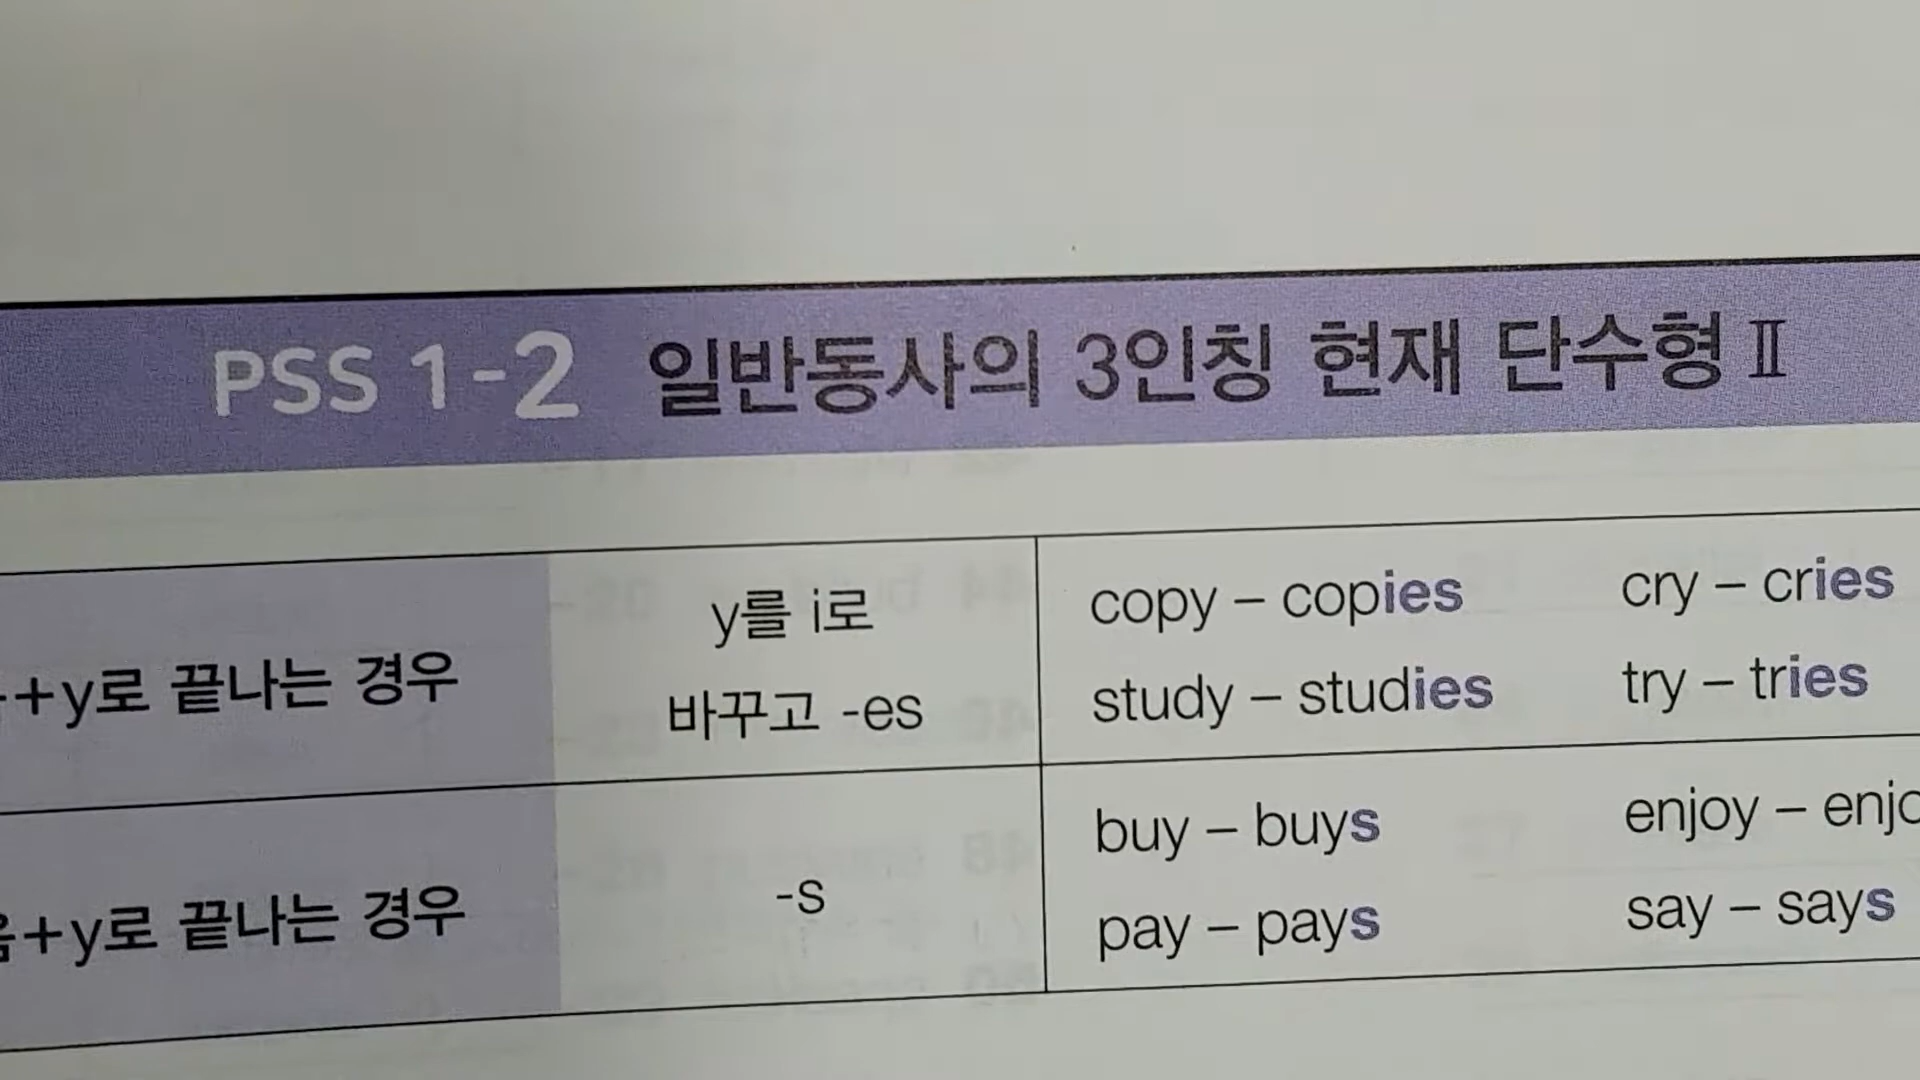 PSS 1-2 일반동사의 3인칭 현재 단수형 Ⅱ
+y로 끝나는 경우
y를 i로
바꾸고 -es
copy – copies cry – cries
study – studies try – tries
+y로 끝나는 경우
-s
buy – buys enjoy –
pay – pays say – says